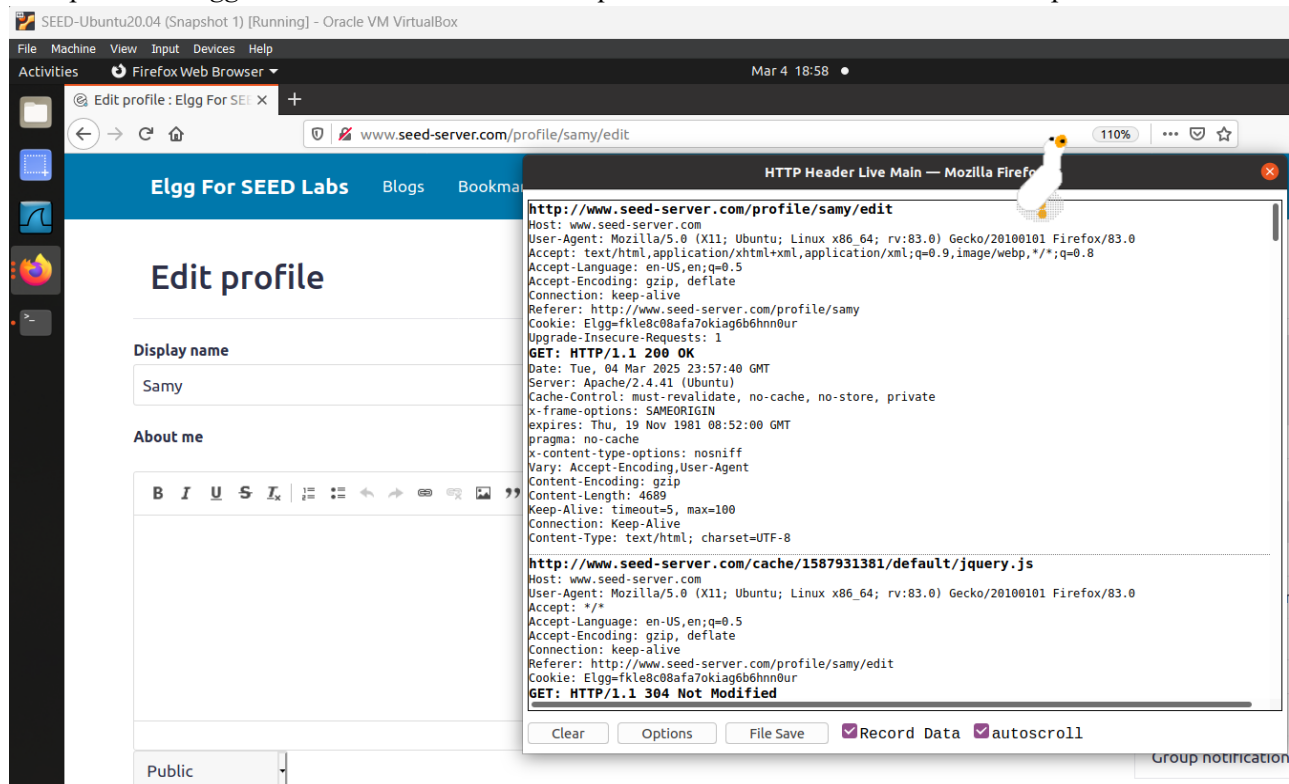 SEED-Ubuntu20.04 (Snapshot 1) [Running] - Oracle VM VirtualBox
File Machine View Input Devices Help
Activities Firefox Web Browser Mar 4 18:58
Edit profile : Elgg For SEE
www.seed-server.com/profile/samy/edit 110%
Elgg For SEED Labs Blogs
Edit profile
Display name
Samy
About me
B I U S Ix
Public
HTTP Header Live Main — Mozilla Firefo
http://www.seed-server.com/profile/samy/edit
Host: www.seed-server.com
User-Agent: Mozilla/5.0 (X11; Ubuntu; Linux x86_64; rv:83.0) Gecko/20100101 Firefox/83.0
Accept: text/html,application/xhtml+xml,application/xml;q=0.9,image/webp,*/*;q=0.8
Accept-Language: en-US,en;q=0.5
Accept-Encoding: gzip, deflate
Connection: keep-alive
Referer: http://www.seed-server.com/profile/samy
Cookie: Elgg=fkle8c08afa7okiag6b6hnn0ur
Upgrade-Insecure-Requests: 1
GET: HTTP/1.1 200 OK
Date: Tue, 04 Mar 2025 23:57:40 GMT
Server: Apache/2.4.41 (Ubuntu)
Cache-Control: must-revalidate, no-cache, no-store, private
x-frame-options: SAMEORIGIN
expires: Thu, 19 Nov 1981 08:52:00 GMT
pragma: no-cache
x-content-type-options: nosniff
Vary: Accept-Encoding,User-Agent
Content-Encoding: gzip
Content-Length: 4689
Keep-Alive: timeout=5, max=100
Connection: Keep-Alive
Content-Type: text/html; charset=UTF-8
http://www.seed-server.com/cache/1587931381/default/jquery.js
Host: www.seed-server.com
User-Agent: Mozilla/5.0 (X11; Ubuntu; Linux x86_64; rv:83.0) Gecko/20100101 Firefox/83.0
Accept: */*
Accept-Language: en-US,en;q=0.5
Accept-Encoding: gzip, deflate
Connection: keep-alive
Referer: http://www.seed-server.com/profile/samy/edit
Cookie: Elgg=fkle8c08afa7okiag6b6hnn0ur
GET: HTTP/1.1 304 Not Modified
Clear Options File Save Record Data autoscroll
Group notification